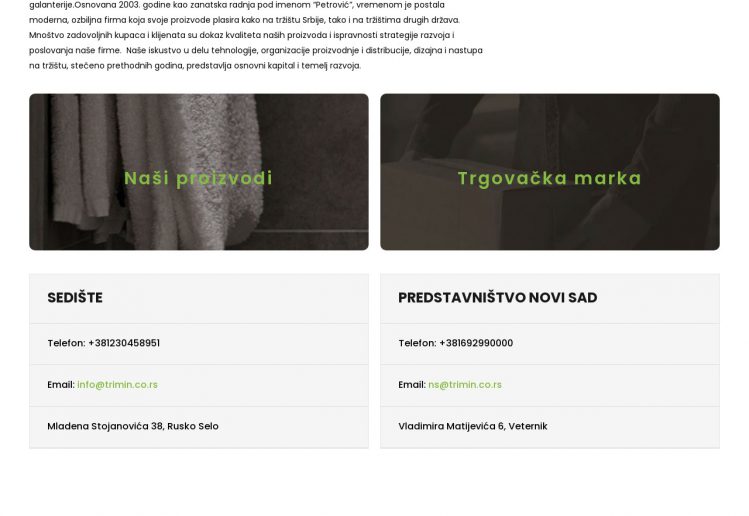 galanterije.Osnovana 2003. godine kao zanatska radnja pod imenom “Petrović”, vremenom je postala
moderna, ozbiljna firma koja svoje proizvode plasira kako na tržištu Srbije, tako i na tržištima drugih država.
Mnoštvo zadovoljnih kupaca i klijenata su dokaz kvaliteta naših proizvoda i ispravnosti strategije razvoja i
poslovanja naše firme.  Naše iskustvo u delu tehnologije, organizacije proizvodnje i distribucije, dizajna i nastupa
na tržištu, stečeno prethodnih godina, predstavlja osnovni kapital i temelj razvoja.
Naši proizvodi
Trgovačka marka
SEDIŠTE
Telefon: +381230458951
Email: info@trimin.co.rs
Mladena Stojanovića 38, Rusko Selo
PREDSTAVNIŠTVO NOVI SAD
Telefon: +381692990000
Email: ns@trimin.co.rs
Vladimira Matijevića 6, Veternik